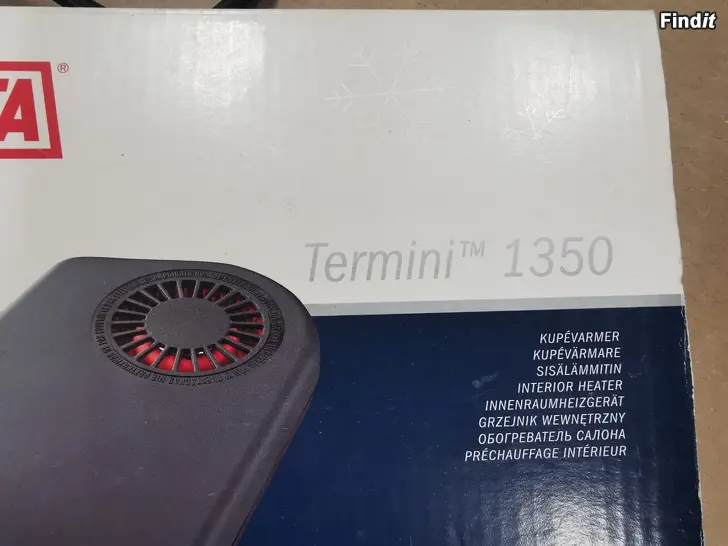 Findit
TA®
Termini™ 1350
KUPÉVARMER
KUPÉVÄRMARE
SISÄLÄMMITIN
INTERIOR HEATER
INNENRAUMHEIZGERÄT
GRZEJNIK WEWNĘTRZNY
ОБОГРЕВАТЕЛЬ САЛОНА
PRÉCHAUFFAGE INTÉRIEUR